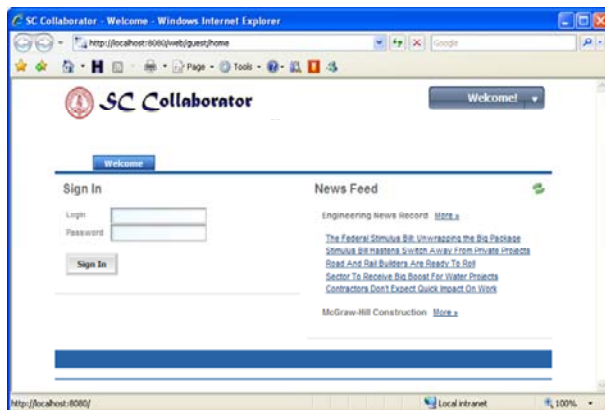 SC Collaborator - Welcome - Windows Internet Explorer
http://localhost:8080/web/guest/home
Google
Page
Tools
SC Collaborator
Welcome!
Welcome
Sign In
Login
Password
Sign In
News Feed
Engineering News Record More »
The Federal Stimulus Bill: Unwrapping the Big Package
Stimulus Bill Hastens Switch Away From Private Projects
Road And Rail Builders Are Ready To Roll
Sector To Receive Big Boost For Water Projects
Contractors Don't Expect Quick Impact On Work
McGraw-Hill Construction More »
http://localhost:8080/
Local intranet
100%